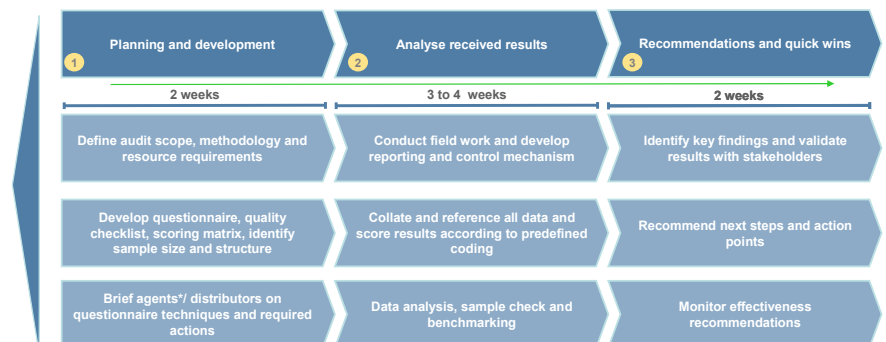 Planning and development
1
Analyse received results
2
Recommendations and quick wins
3
2 weeks
3 to 4 weeks
2 weeks
Define audit scope, methodology and
resource requirements
Conduct field work and develop
reporting and control mechanism
Identify key findings and validate
results with stakeholders
Develop questionnaire, quality
checklist, scoring matrix, identify
sample size and structure
Collate and reference all data and
score results according to predefined
coding
Recommend next steps and action
points
Brief agents*/ distributors on
questionnaire techniques and required
actions
Data analysis, sample check and
benchmarking
Monitor effectiveness
recommendations